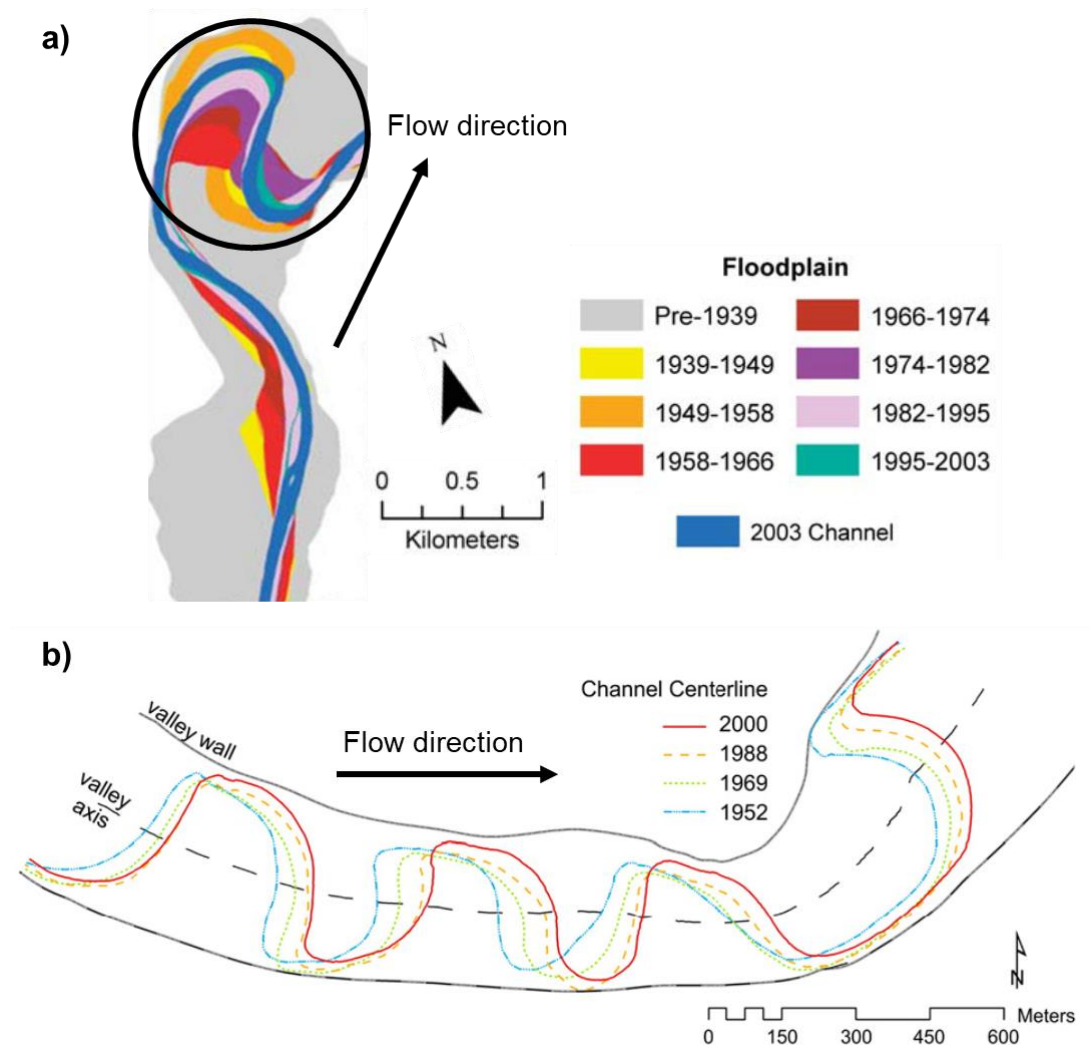 a)
Flow direction
N
0 0.5 1
Kilometers
Floodplain
Pre-1939
1939-1949
1949-1958
1958-1966
1966-1974
1974-1982
1982-1995
1995-2003
2003 Channel
b)
valley wall
valley
axis
Flow direction
Channel Centerline
2000
1988
1969
1952
N
Meters
0 150 300 450 600